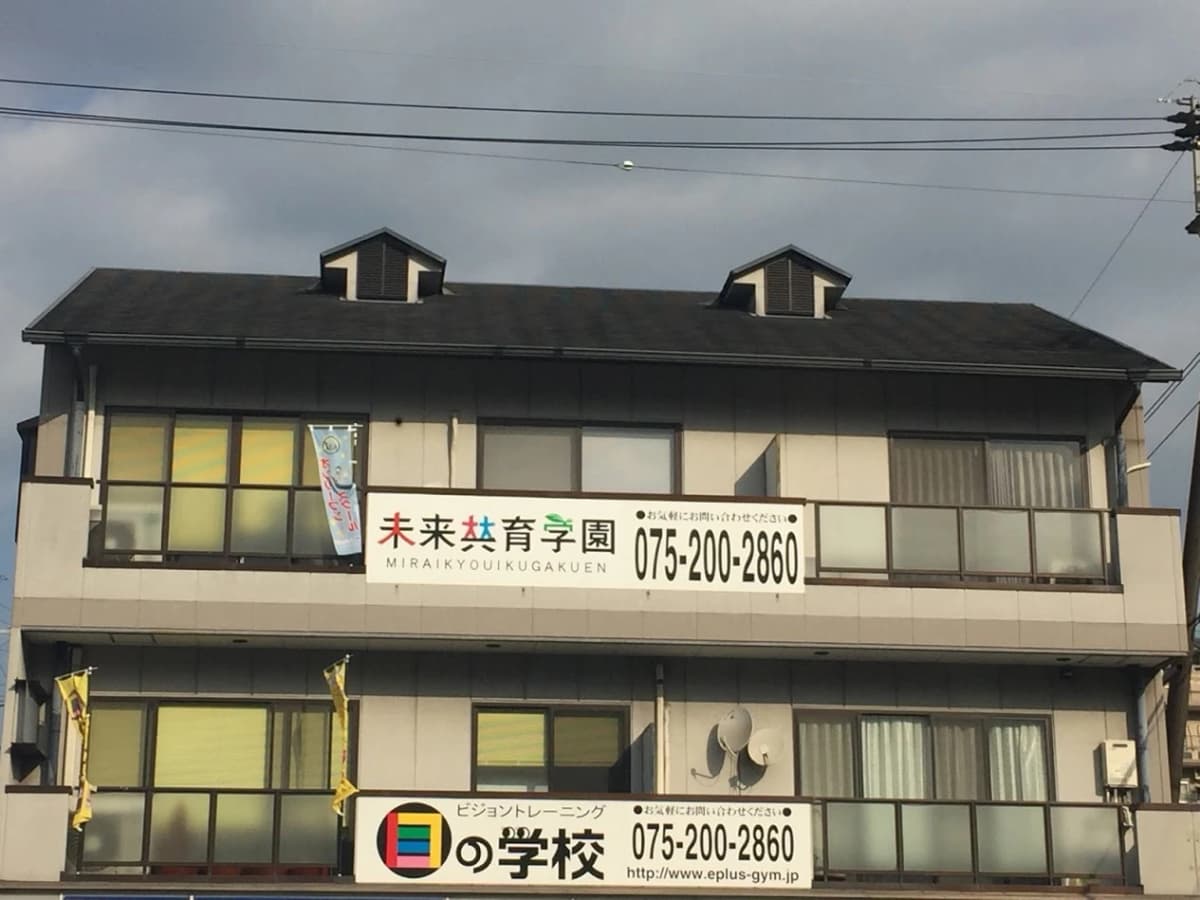 未来共育学園
MIRAIKYOUIKUGAKUEN
●お気軽にお問い合わせください●
075-200-2860
ビジョントレーニング
目の学校
●お気軽にお問い合わせください●
075-200-2860
http://www.eplus-gym.jp